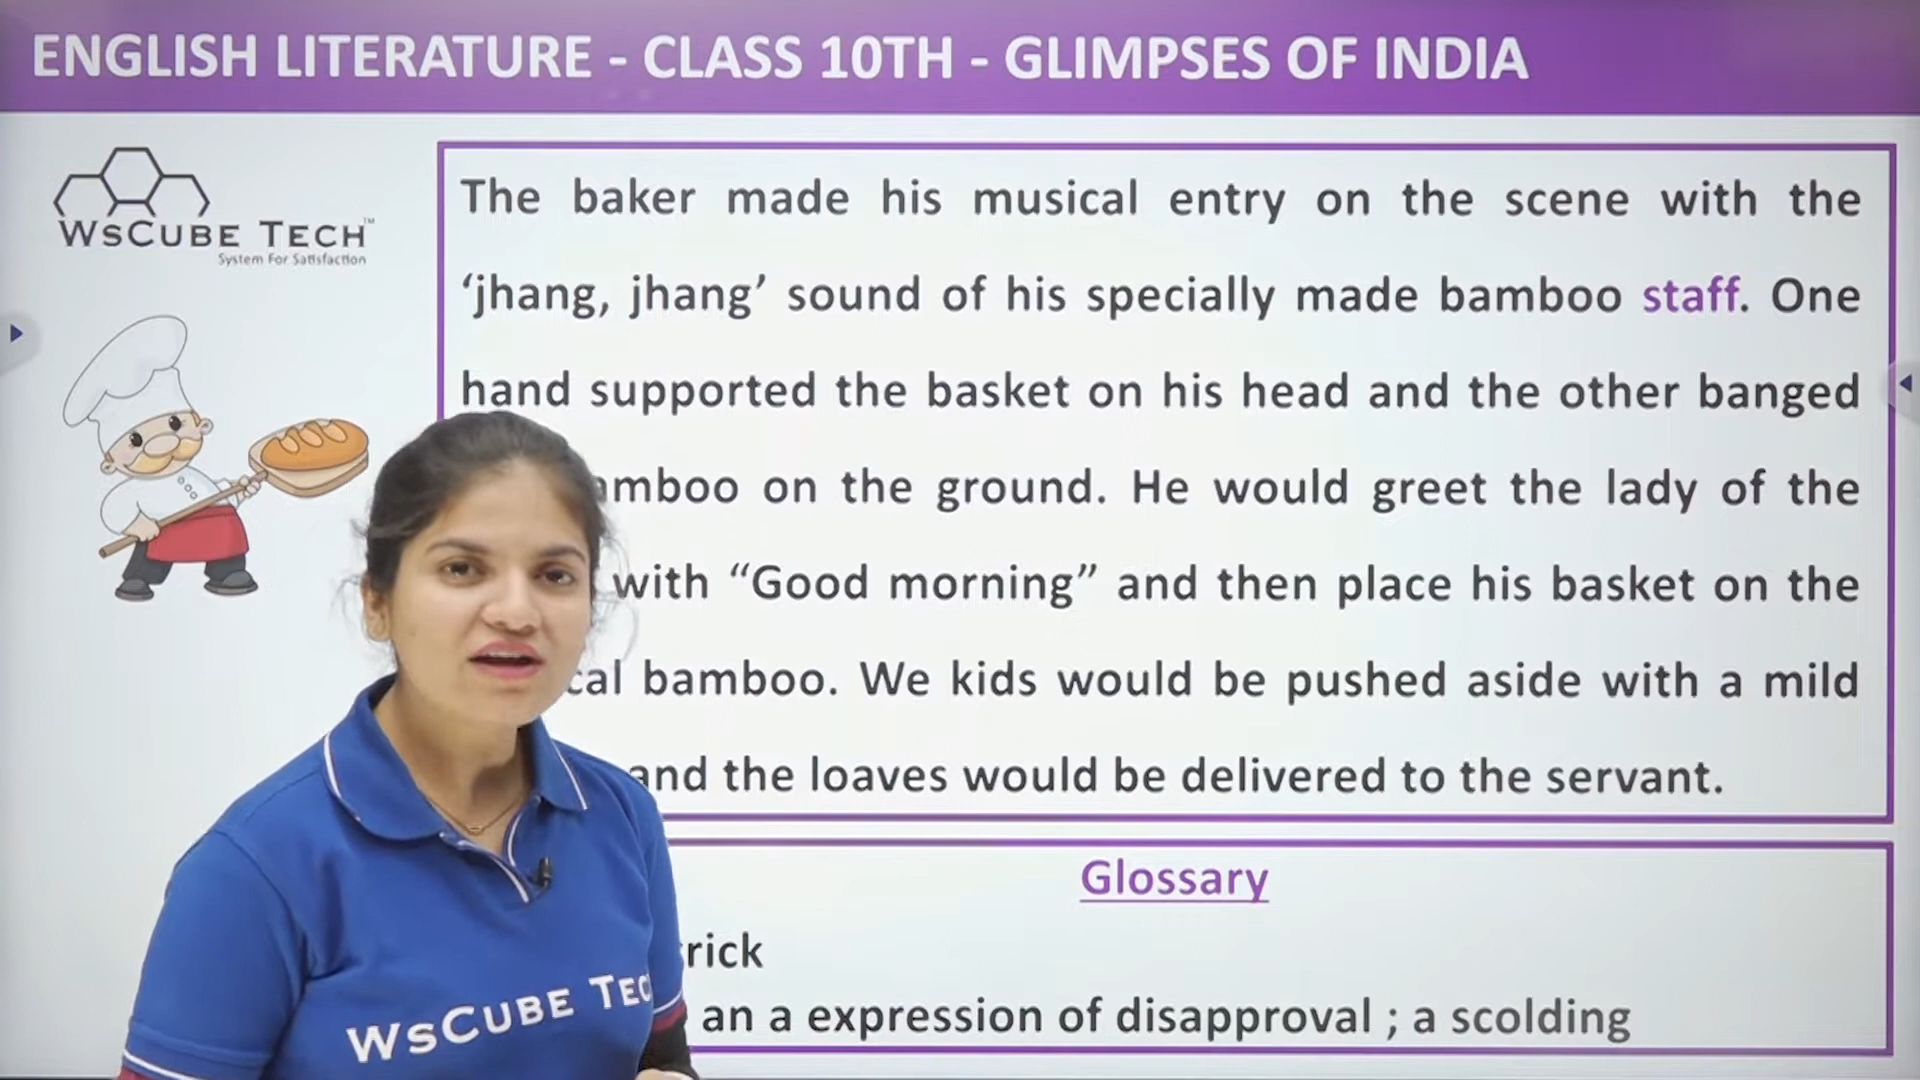 ENGLISH LITERATURE - CLASS 10TH - GLIMPSES OF INDIA
WSCUBE TECH™
System For Satisfaction
The baker made his musical entry on the scene with the
‘jhang, jhang’ sound of his specially made bamboo staff. One
hand supported the basket on his head and the other banged
mboo on the ground. He would greet the lady of the
with “Good morning” and then place his basket on the
cal bamboo. We kids would be pushed aside with a mild
and the loaves would be delivered to the servant.
Glossary
rick
an a expression of disapproval ; a scolding
WSCUBE TEC